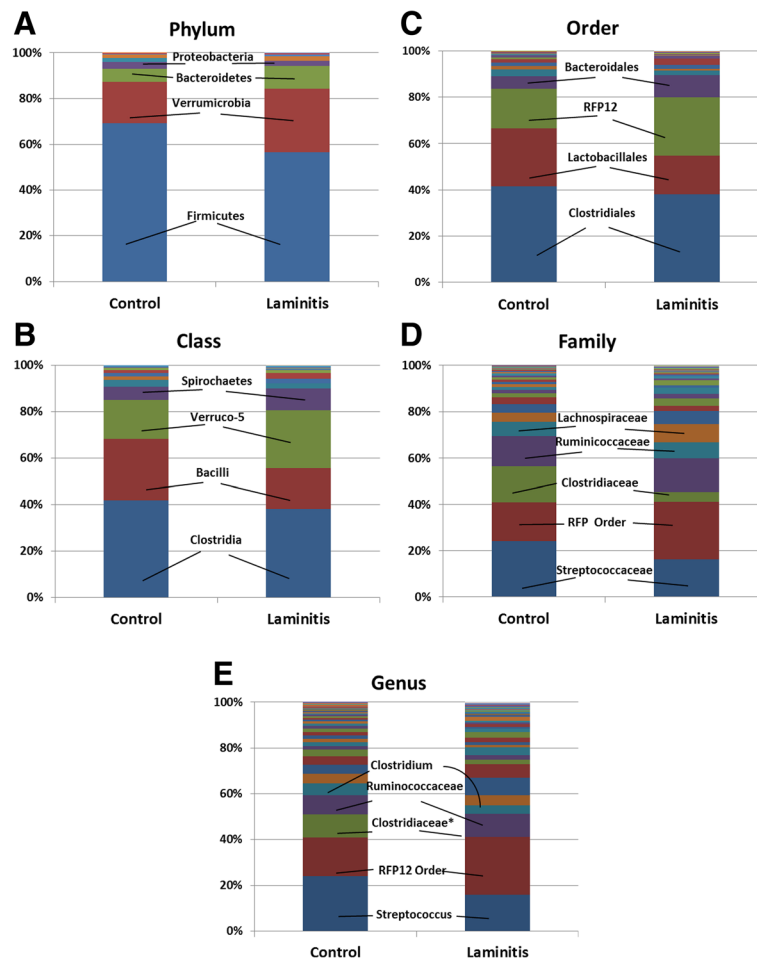 A
Phylum
100%
80%
60%
40%
20%
0%
Proteobacteria
Bacteroidetes
Verrumicrobia
Firmicutes
Control
Laminitis
C
Order
100%
80%
60%
40%
20%
0%
Bacteroidales
RFP12
Lactobacillales
Clostridiales
Control
Laminitis
B
Class
100%
80%
60%
40%
20%
0%
Spirochaetes
Verruco-5
Bacilli
Clostridia
Control
Laminitis
D
Family
100%
80%
60%
40%
20%
0%
Lachnospiraceae
Ruminicoccaceae
Clostridiaceae
RFP Order
Streptococcaceae
Control
Laminitis
E
Genus
100%
80%
60%
40%
20%
0%
Clostridium
Ruminococcaceae
Clostridiaceae*
RFP12 Order
Streptococcus
Control
Laminitis